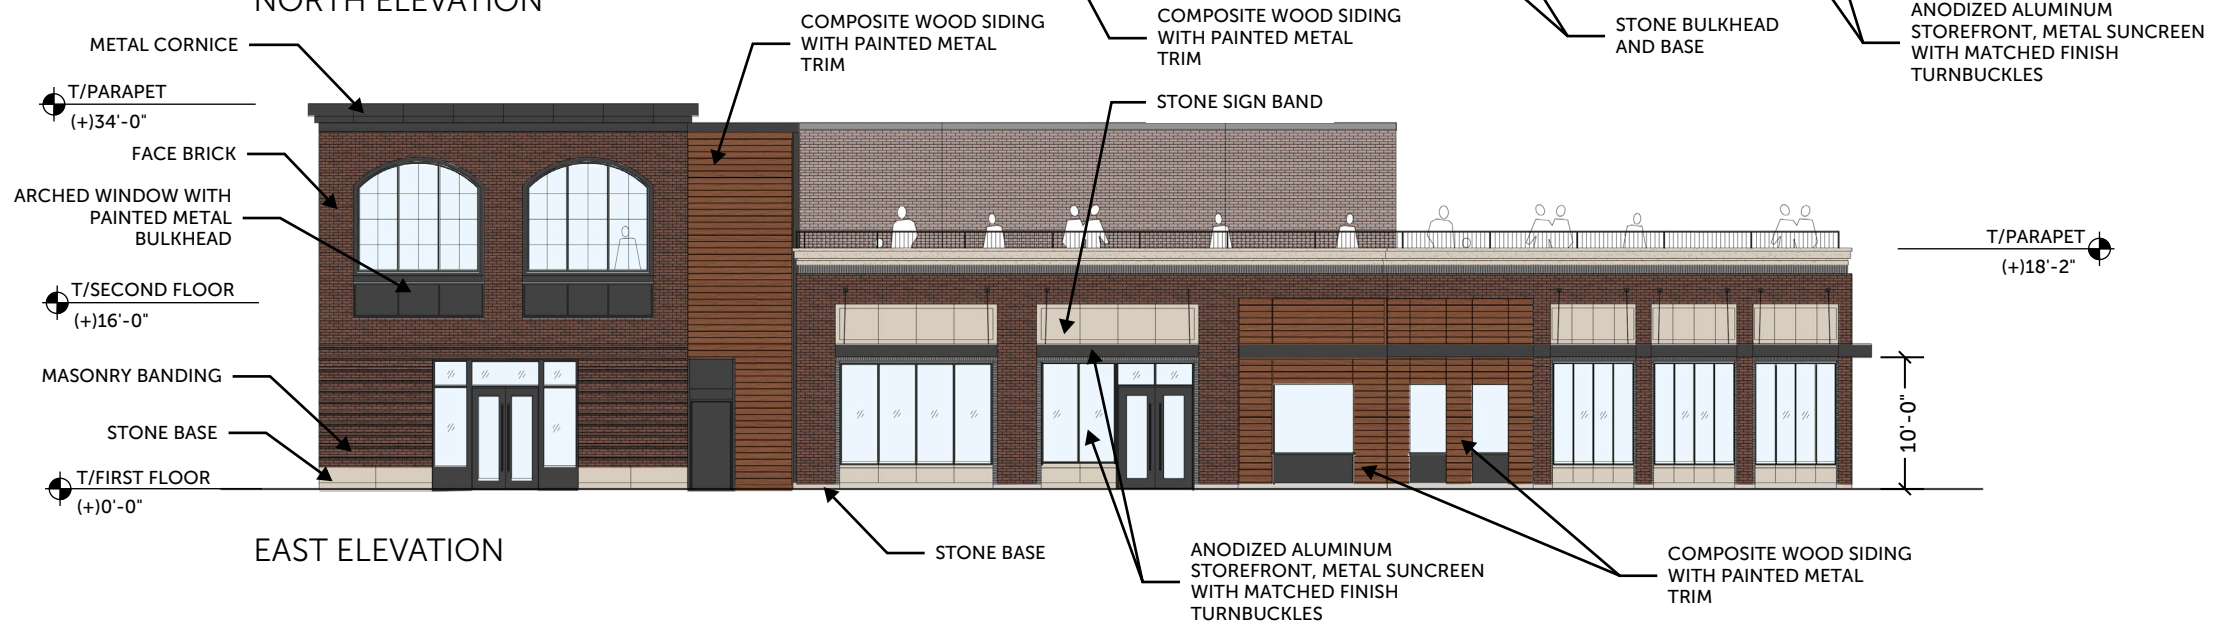 NORTH ELEVATION
METAL CORNICE
T/PARAPET
(+)34'-0"
FACE BRICK
ARCHED WINDOW WITH
PAINTED METAL
BULKHEAD
T/SECOND FLOOR
(+)16'-0"
MASONRY BANDING
STONE BASE
T/FIRST FLOOR
(+)0'-0"
COMPOSITE WOOD SIDING
WITH PAINTED METAL
TRIM
COMPOSITE WOOD SIDING
WITH PAINTED METAL
TRIM
STONE SIGN BAND
STONE BULKHEAD
AND BASE
ANODIZED ALUMINUM
STOREFRONT, METAL SUNCREEN
WITH MATCHED FINISH
TURNBUCKLES
T/PARAPET
(+)18'-2"
10'-0"
EAST ELEVATION
STONE BASE
ANODIZED ALUMINUM
STOREFRONT, METAL SUNCREEN
WITH MATCHED FINISH
TURNBUCKLES
COMPOSITE WOOD SIDING
WITH PAINTED METAL
TRIM